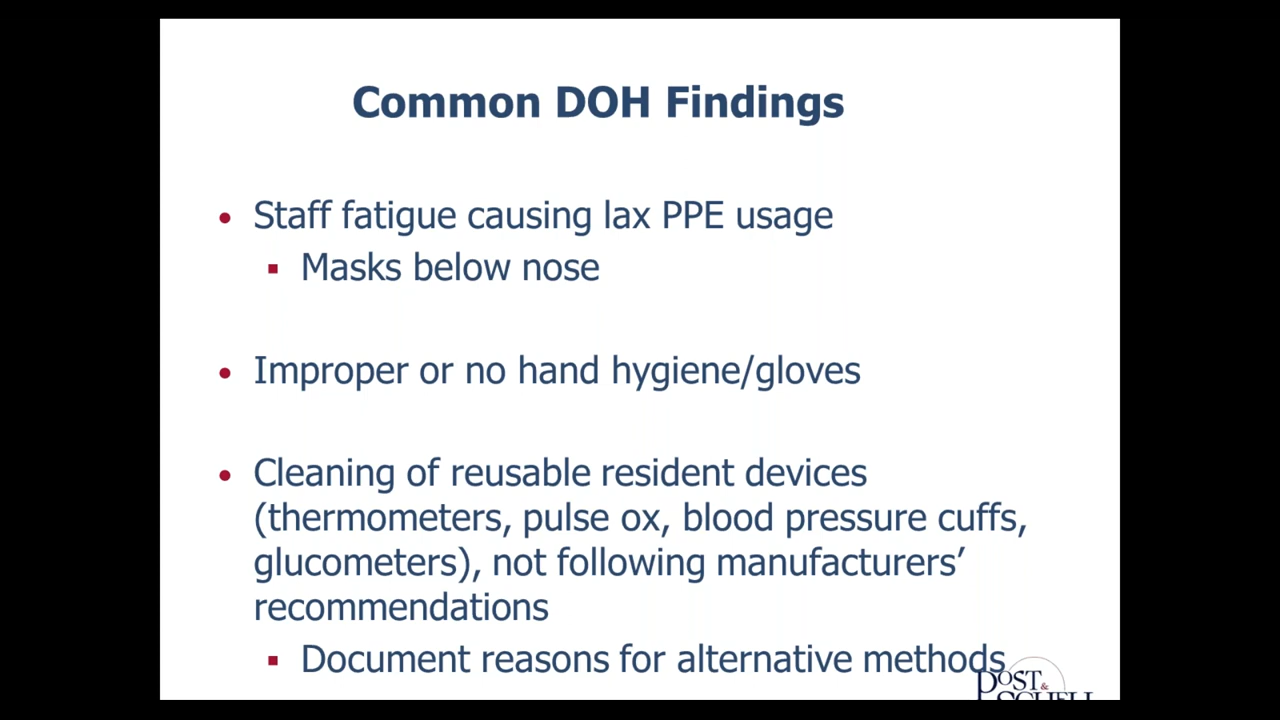 Common DOH Findings
• Staff fatigue causing lax PPE usage
▪ Masks below nose
• Improper or no hand hygiene/gloves
• Cleaning of reusable resident devices
(thermometers, pulse ox, blood pressure cuffs,
glucometers), not following manufacturers’
recommendations
▪ Document reasons for alternative methods
POST &
SCHELL